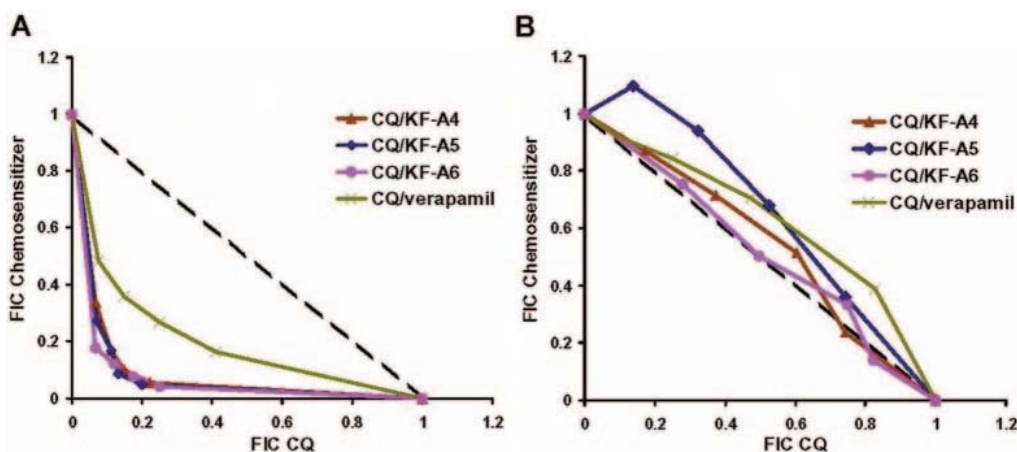 A
1.2
1
0.8
0.6
0.4
0.2
0
0 0.2 0.4 0.6 0.8 1 1.2
FIC Chemosensitizer
FIC CQ
CQ/KF-A4
CQ/KF-A5
CQ/KF-A6
CQ/verapamil
B
1.2
1
0.8
0.6
0.4
0.2
0
0 0.2 0.4 0.6 0.8 1 1.2
FIC Chemosensitizer
FIC CQ
CQ/KF-A4
CQ/KF-A5
CQ/KF-A6
CQ/verapamil